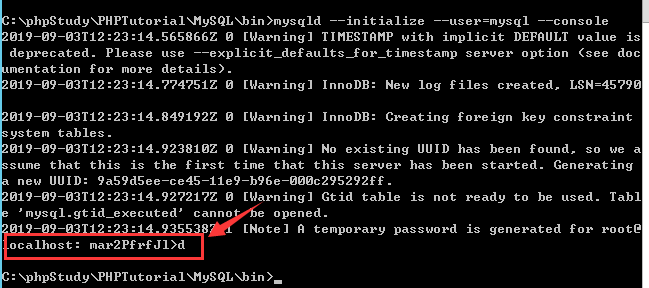 C:\phpStudy\PHPTutorial\MySQL\bin>mysqld --initialize --user=mysql --console
2019-09-03T12:23:14.565866Z 0 [Warning] TIMESTAMP with implicit DEFAULT value is
 deprecated. Please use --explicit_defaults_for_timestamp server option (see doc
umentation for more details).
2019-09-03T12:23:14.774751Z 0 [Warning] InnoDB: New log files created, LSN=45790
2019-09-03T12:23:14.849192Z 0 [Warning] InnoDB: Creating foreign key constraint
system tables.
2019-09-03T12:23:14.923810Z 0 [Warning] No existing UUID has been found, so we a
ssume that this is the first time that this server has been started. Generating
a new UUID: 9a59d5ee-ce45-11e9-b96e-000c295292ff.
2019-09-03T12:23:14.927217Z 0 [Warning] Gtid table is not ready to be used. Tabl
e 'mysql.gtid_executed' cannot be opened.
2019-09-03T12:23:14.935538Z 1 [Note] A temporary password is generated for root@
localhost: mar2PfrfJl>d
C:\phpStudy\PHPTutorial\MySQL\bin>_